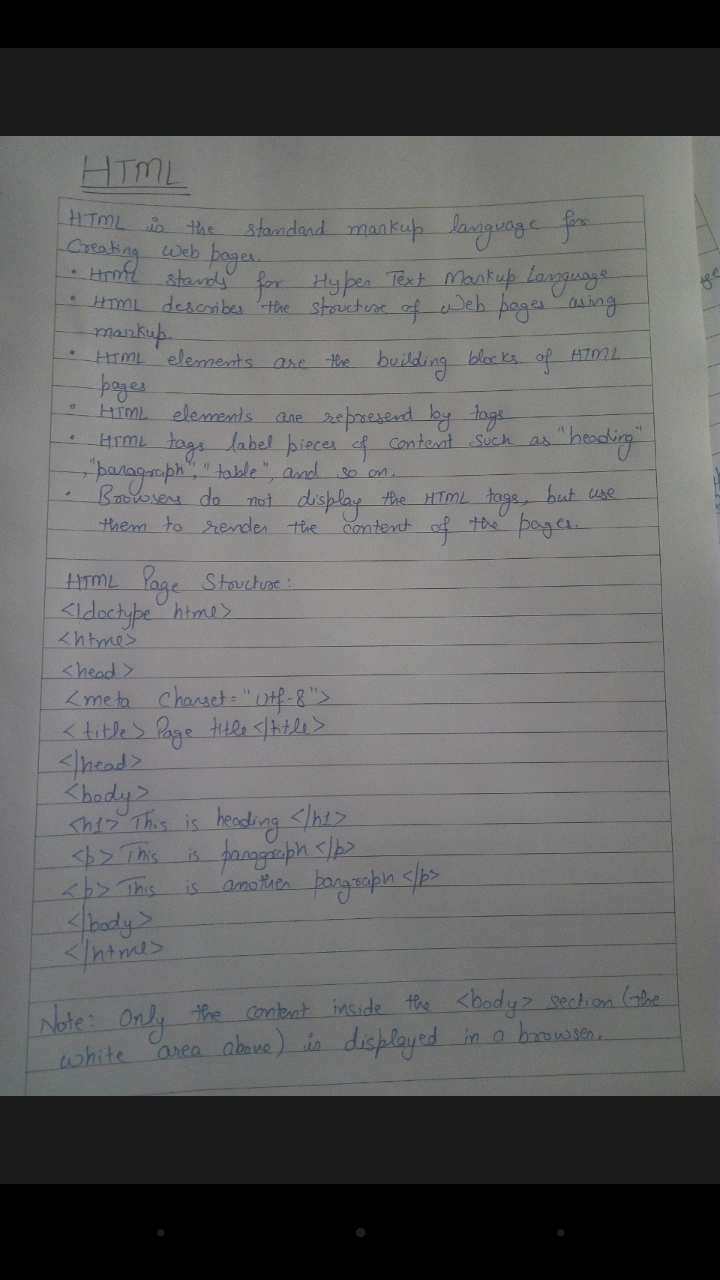 HTML
HTML is the standard markup language for
Creating Web pages.
• HTML stands for Hyper Text Markup Language
• HTML describes the structure of Web pages using
markup.
• HTML elements are the building blocks of HTML
pages
• HTML elements are represend by tags
• HTML tags label pieces of content such as "heading"
,"paragraph", "table", and so on.
• Browsers do not display the HTML tags, but use
them to render the content of the pages.
HTML Page Structure:
<!doctype html>
<html>
<head>
<meta Charset="utf-8">
<title> Page title </title>
</head>
<body>
<h1> This is heading </h1>
<p> This is paragraph </p>
<p> This is another pargraph </p>
</body>
</html>
Note: Only the content inside the <body> section (the
white area above) is displayed in a browser.